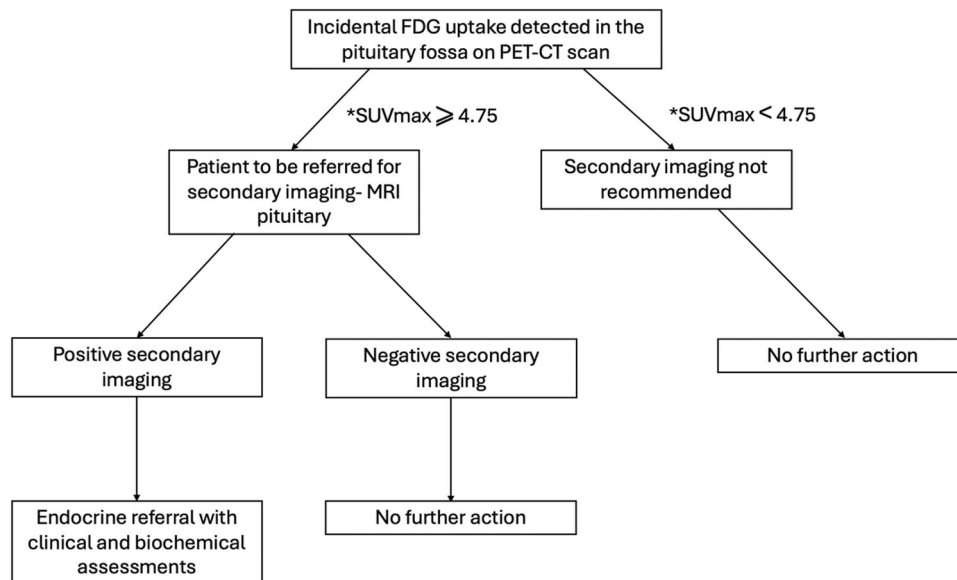 Incidental FDG uptake detected in the
pituitary fossa on PET-CT scan
*SUVmax ⩾ 4.75
*SUVmax < 4.75
Patient to be referred for
secondary imaging- MRI
pituitary
Secondary imaging not
recommended
Positive secondary
imaging
Negative secondary
imaging
No further action
Endocrine referral with
clinical and biochemical
assessments
No further action